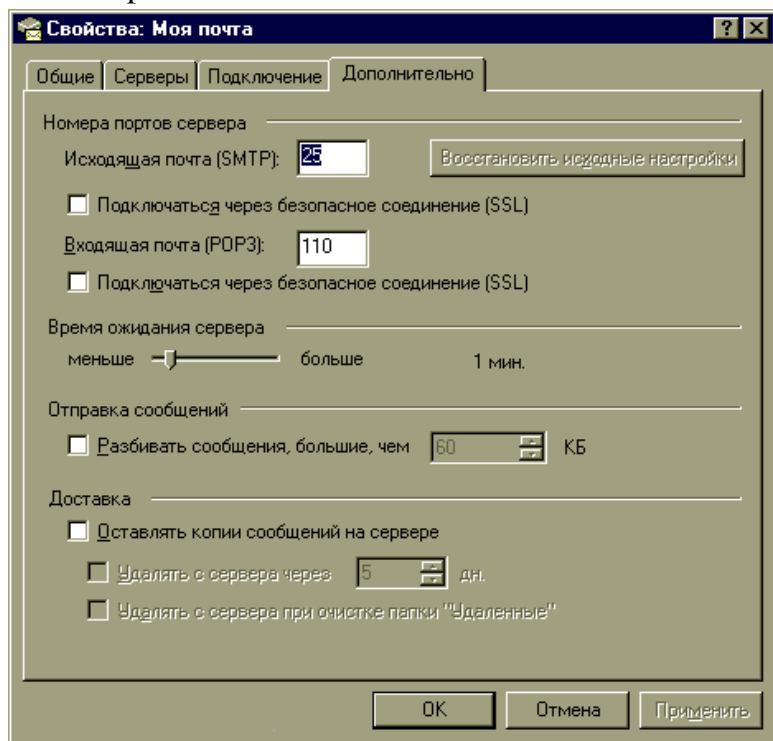 Свойства: Моя почта
Общие Серверы Подключение Дополнительно
Номера портов сервера
Исходящая почта (SMTP): 25 Восстановить исходные настройки
Подключаться через безопасное соединение (SSL)
Входящая почта (POP3): 110
Подключаться через безопасное соединение (SSL)
Время ожидания сервера
меньше больше 1 мин.
Отправка сообщений
Разбивать сообщения, большие, чем 60 КБ
Доставка
Оставлять копии сообщений на сервере
Удалять с сервера через 5 дн.
Удалять с сервера при очистке папки "Удаленные"
OK Отмена Применить